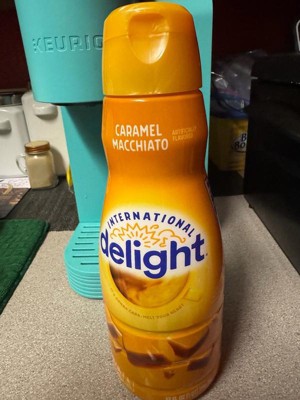 KEURIG
CARAMEL
MACCHIATO
ARTIFICIALLY
FLAVORED
INTERNATIONAL
delight